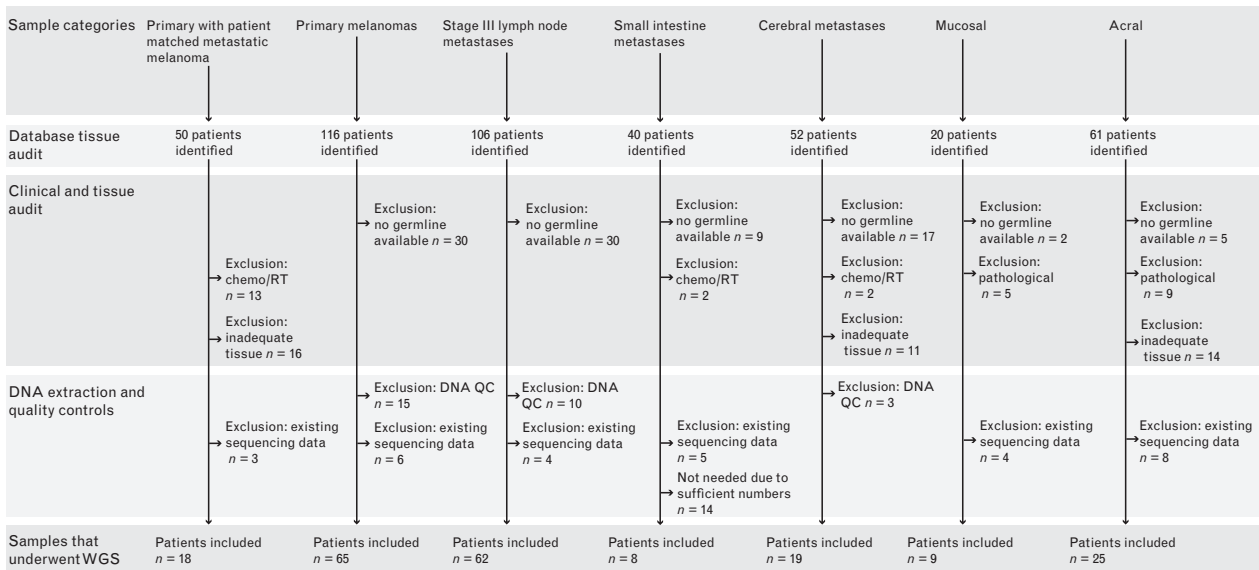 Sample categories
Primary with patient
matched metastatic
melanoma
Primary melanomas
Stage III lymph node
metastases
Small intestine
metastases
Cerebral metastases
Mucosal
Acral
Database tissue
audit
50 patients
identified
116 patients
identified
106 patients
identified
40 patients
identified
52 patients
identified
20 patients
identified
61 patients
identified
Clinical and tissue
audit
Exclusion:
chemo/RT
n = 13
Exclusion:
inadequate
tissue n = 16
Exclusion:
no germline
available n = 30
Exclusion:
no germline
available n = 30
Exclusion:
no germline
available n = 9
Exclusion:
chemo/RT
n = 2
Exclusion:
no germline
available n = 17
Exclusion:
chemo/RT
n = 2
Exclusion:
inadequate
tissue n = 11
Exclusion:
no germline
available n = 2
Exclusion:
pathological
n = 5
Exclusion:
no germline
available n = 5
Exclusion:
pathological
n = 9
Exclusion:
inadequate
tissue n = 14
DNA extraction and
quality controls
Exclusion: existing
sequencing data
n = 3
Exclusion: DNA QC
n = 15
Exclusion: existing
sequencing data
n = 6
Exclusion: DNA
QC n = 10
Exclusion: existing
sequencing data
n = 4
Exclusion: existing
sequencing data
n = 5
Not needed due to
sufficient numbers
n = 14
Exclusion: DNA
QC n = 3
Exclusion: existing
sequencing data
n = 4
Exclusion: existing
sequencing data
n = 8
Samples that
underwent WGS
Patients included
n = 18
Patients included
n = 65
Patients included
n = 62
Patients included
n = 8
Patients included
n = 19
Patients included
n = 9
Patients included
n = 25